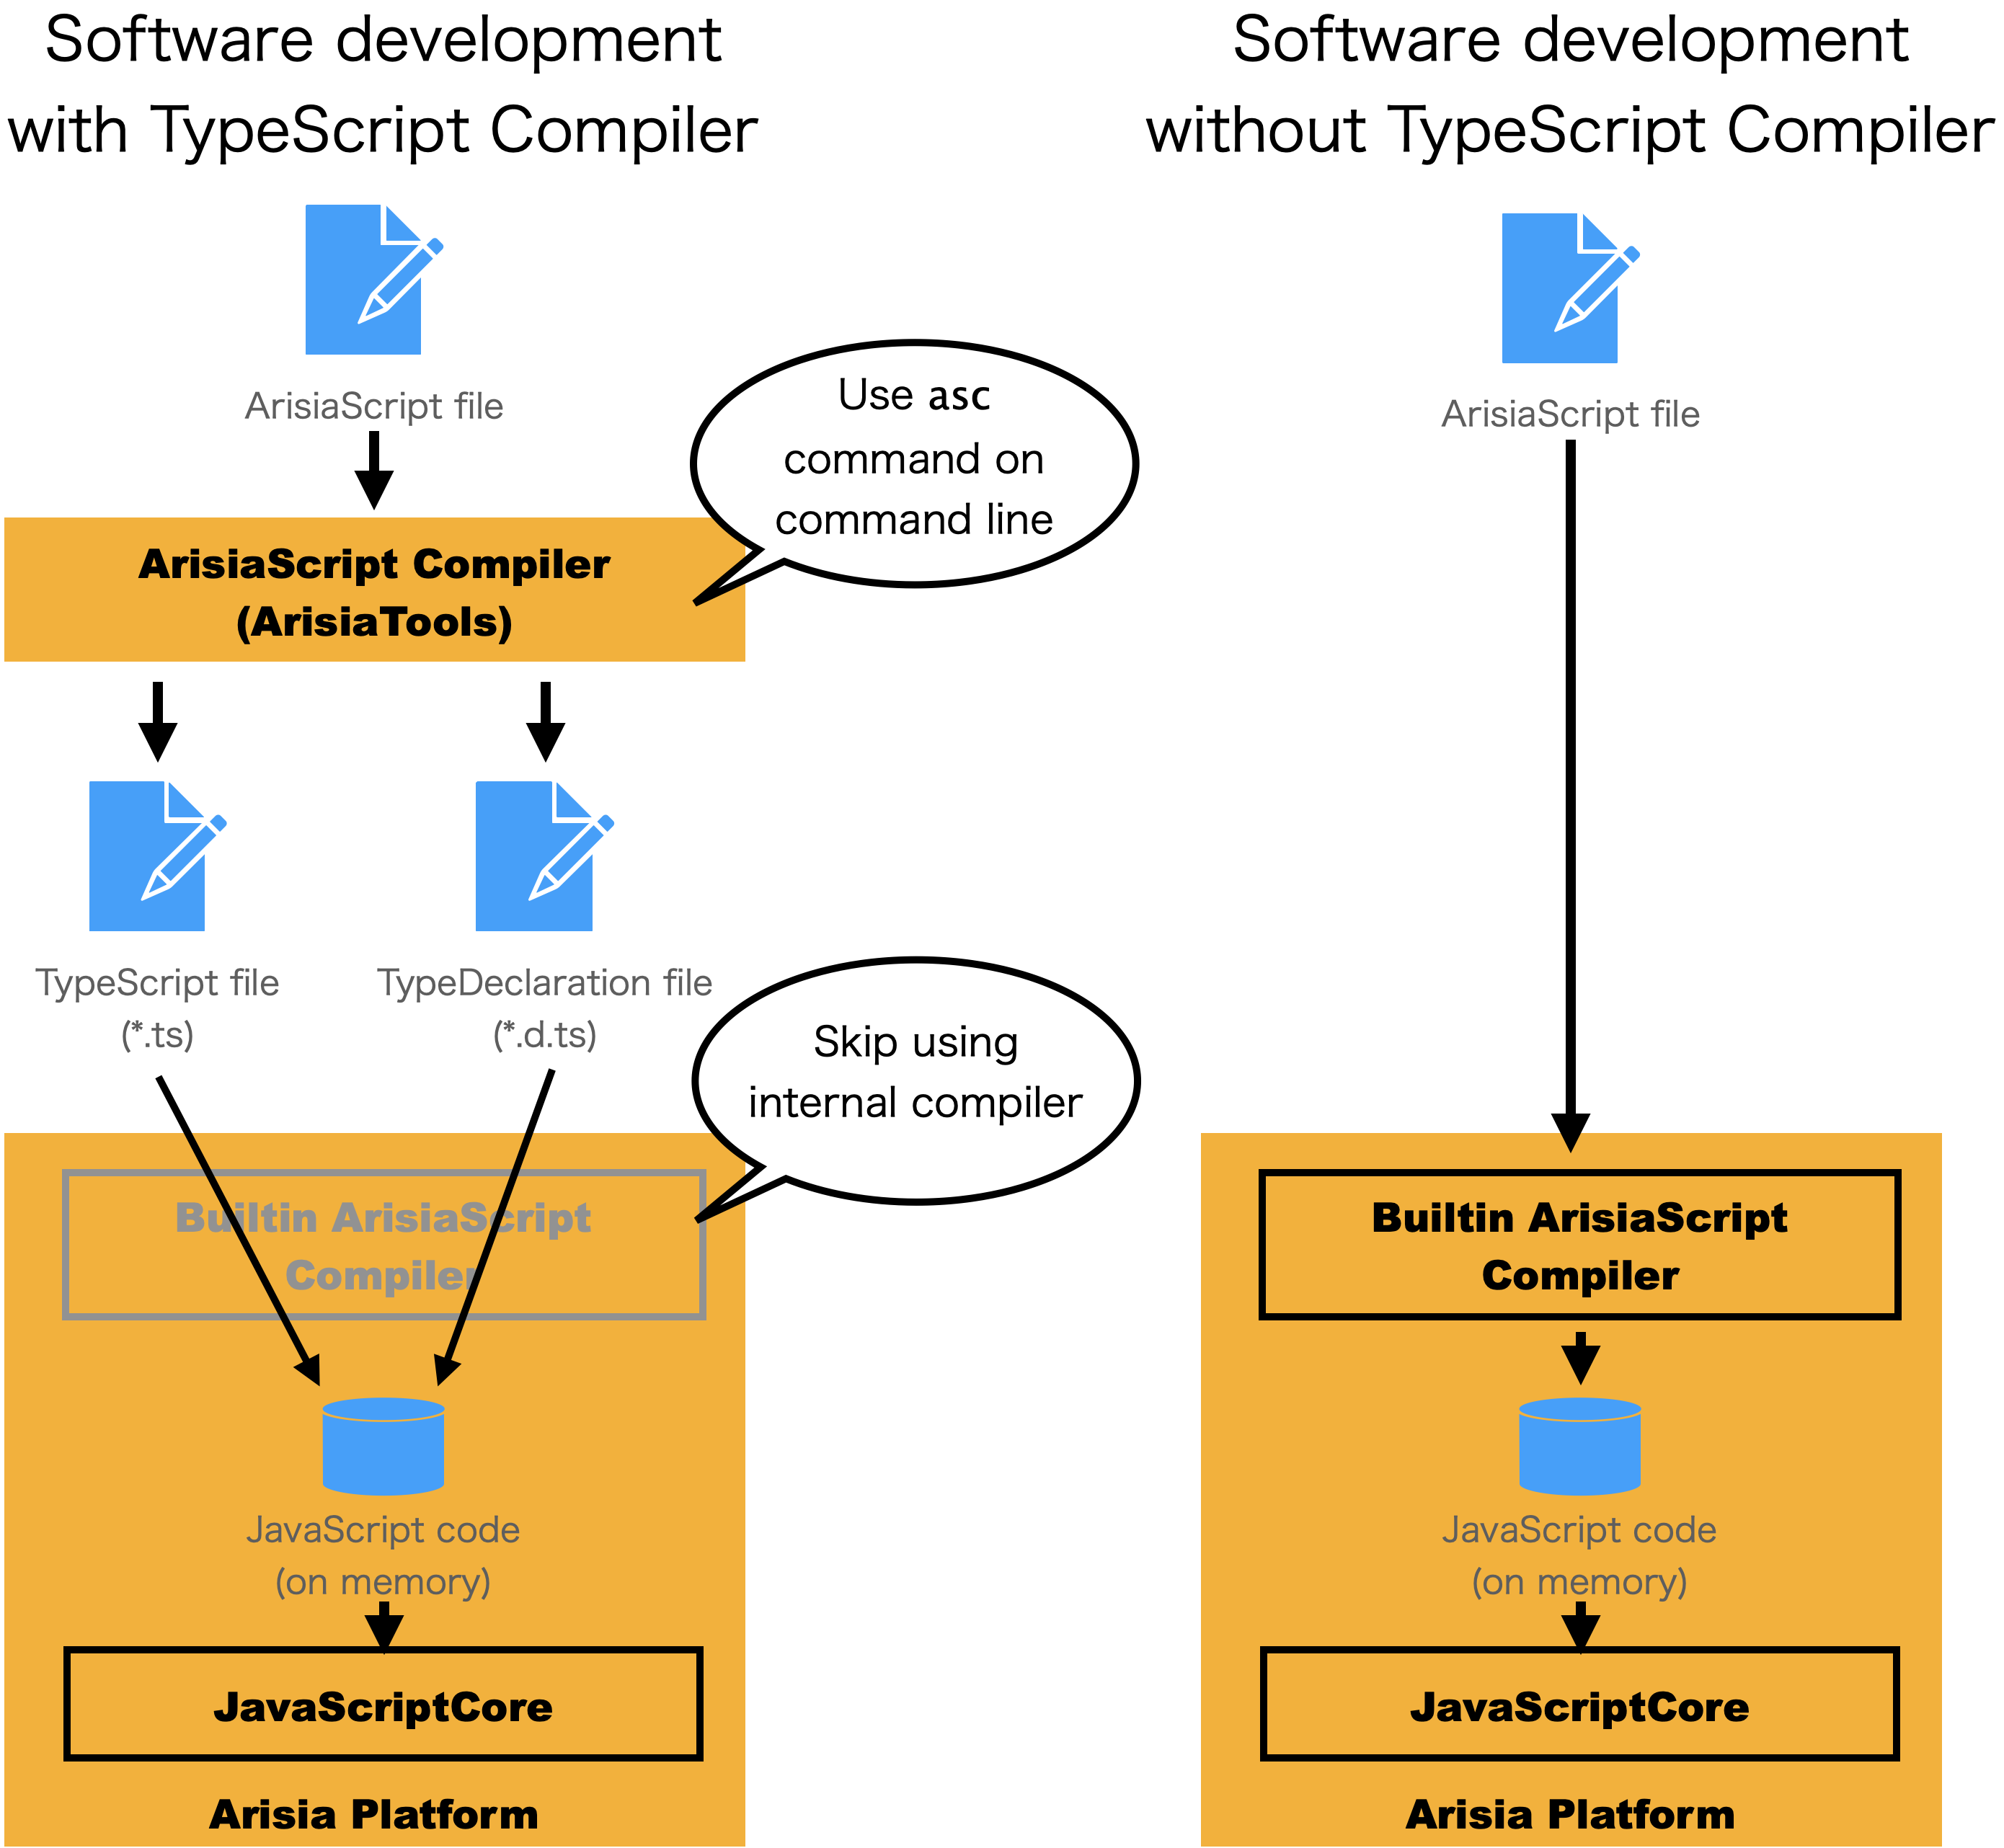 Software development
with TypeScript Compiler
ArisiaScript file
Use asc
command on
command line
ArisiaScript Compiler
(ArisiaTools)
TypeScript file
(*.ts)
TypeDeclaration file
(*.d.ts)
Skip using
internal compiler
Builtin ArisiaScript
Compiler
JavaScript code
(on memory)
JavaScriptCore
Arisia Platform
Software development
without TypeScript Compiler
ArisiaScript file
Builtin ArisiaScript
Compiler
JavaScript code
(on memory)
JavaScriptCore
Arisia Platform